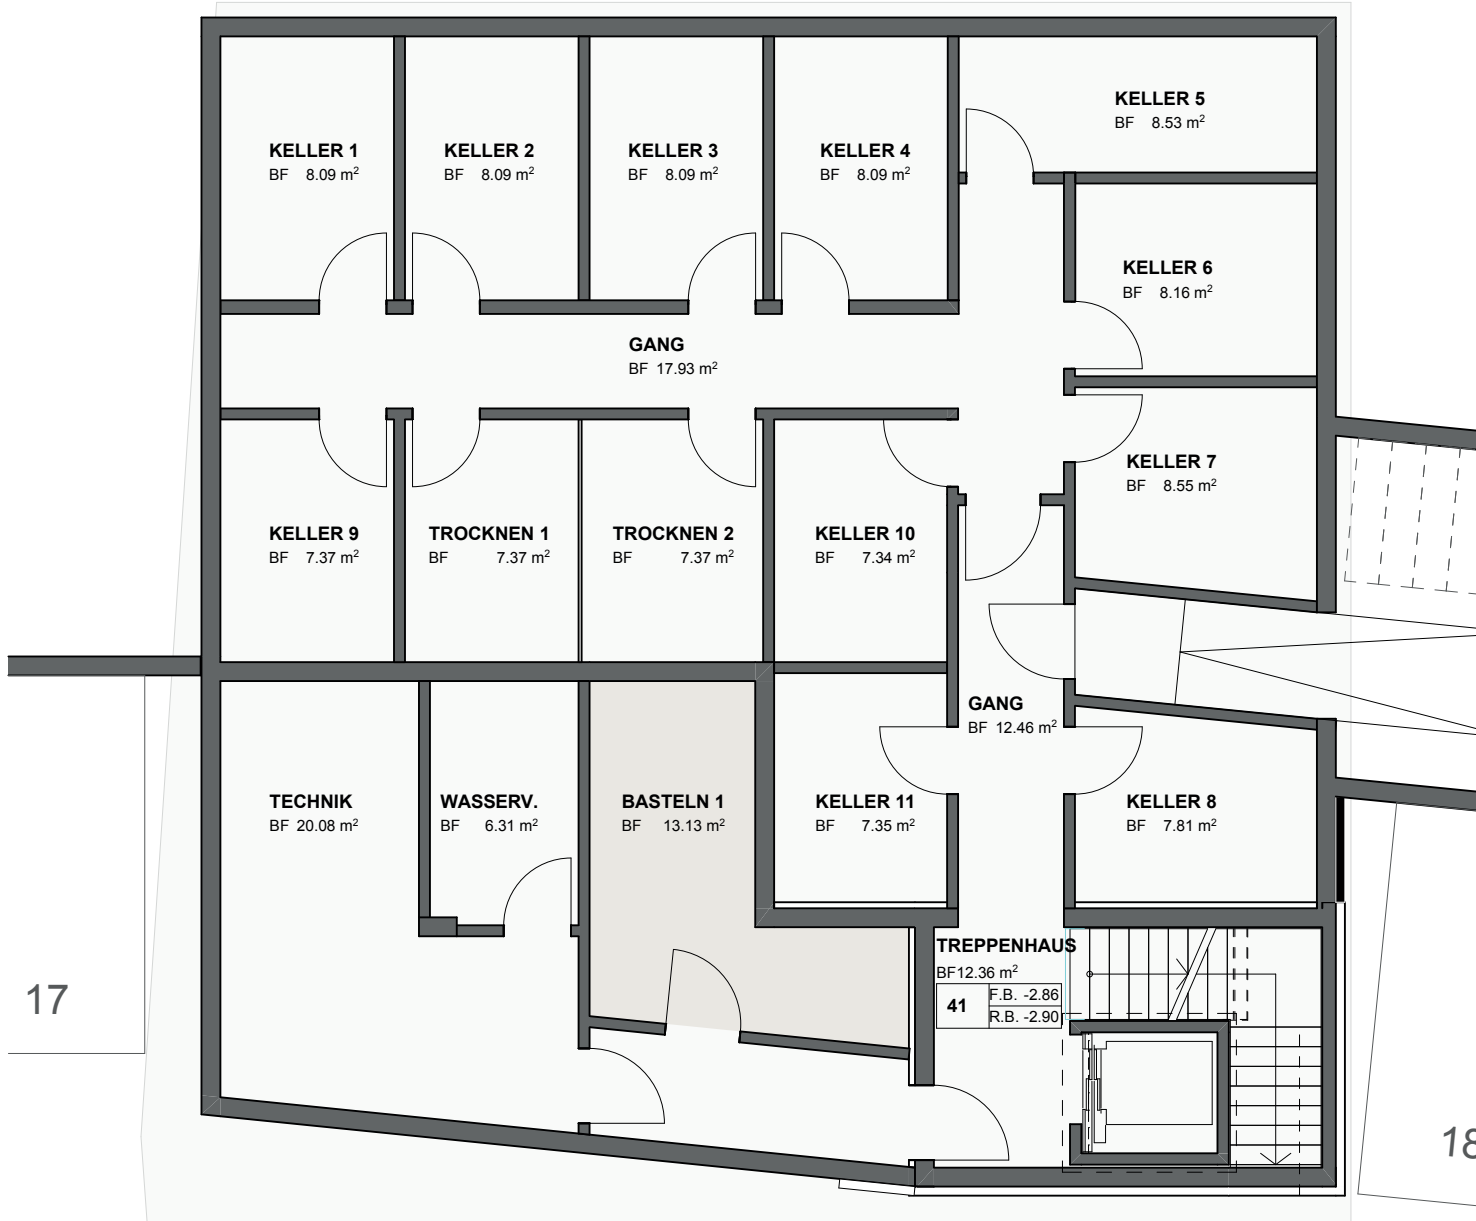 KELLER 5
BF 8.53 m²
KELLER 1
BF 8.09 m²
KELLER 2
BF 8.09 m²
KELLER 3
BF 8.09 m²
KELLER 4
BF 8.09 m²
KELLER 6
BF 8.16 m²
GANG
BF 17.93 m²
KELLER 7
BF 8.55 m²
KELLER 9
BF 7.37 m²
TROCKNEN 1
BF 7.37 m²
TROCKNEN 2
BF 7.37 m²
KELLER 10
BF 7.34 m²
GANG
BF 12.46 m²
TECHNIK
BF 20.08 m²
WASSERV.
BF 6.31 m²
BASTELN 1
BF 13.13 m²
KELLER 11
BF 7.35 m²
KELLER 8
BF 7.81 m²
TREPPENHAUS
BF12.36 m²
41
F.B. -2.86
R.B. -2.90
17
18